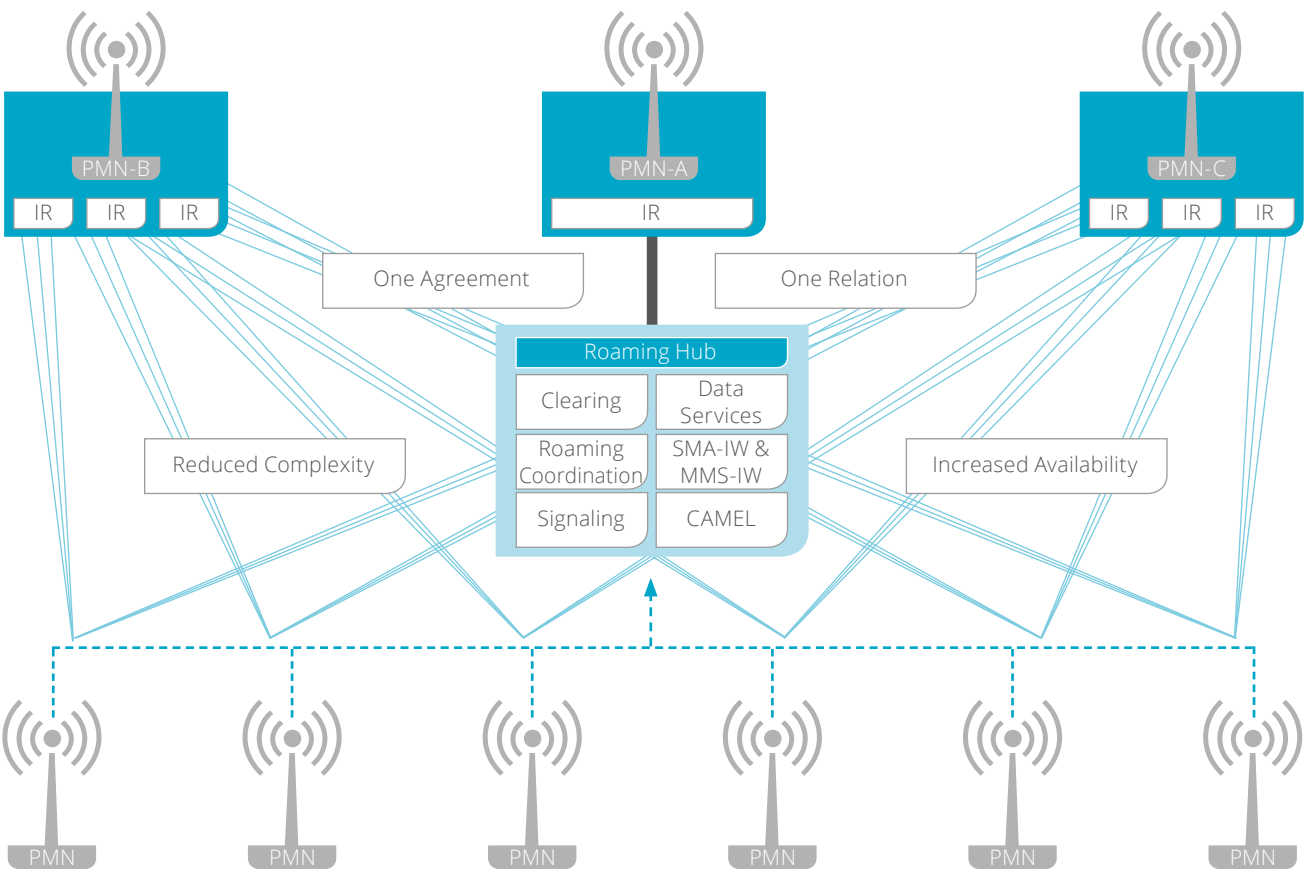 PMN-B
PMN-A
PMN-C
IR
IR
IR
IR
IR
IR
IR
One Agreement
One Relation
Roaming Hub
Clearing
Data
Services
Roaming
Coordination
SMA-IW &
MMS-IW
Signaling
CAMEL
Reduced Complexity
Increased Availability
PMN
PMN
PMN
PMN
PMN
PMN